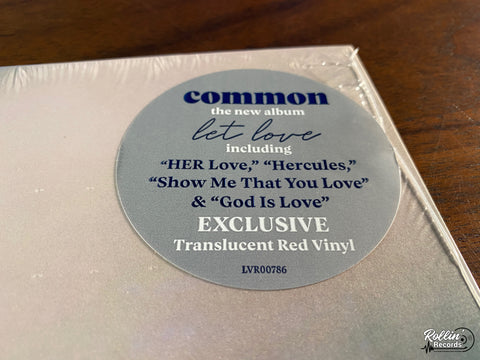 common
the new album
let love
including
“HER Love,” “Hercules,”
“Show Me That You Love”
& “God Is Love”
EXCLUSIVE
Translucent Red Vinyl
LVR00786
Rollin'
Records